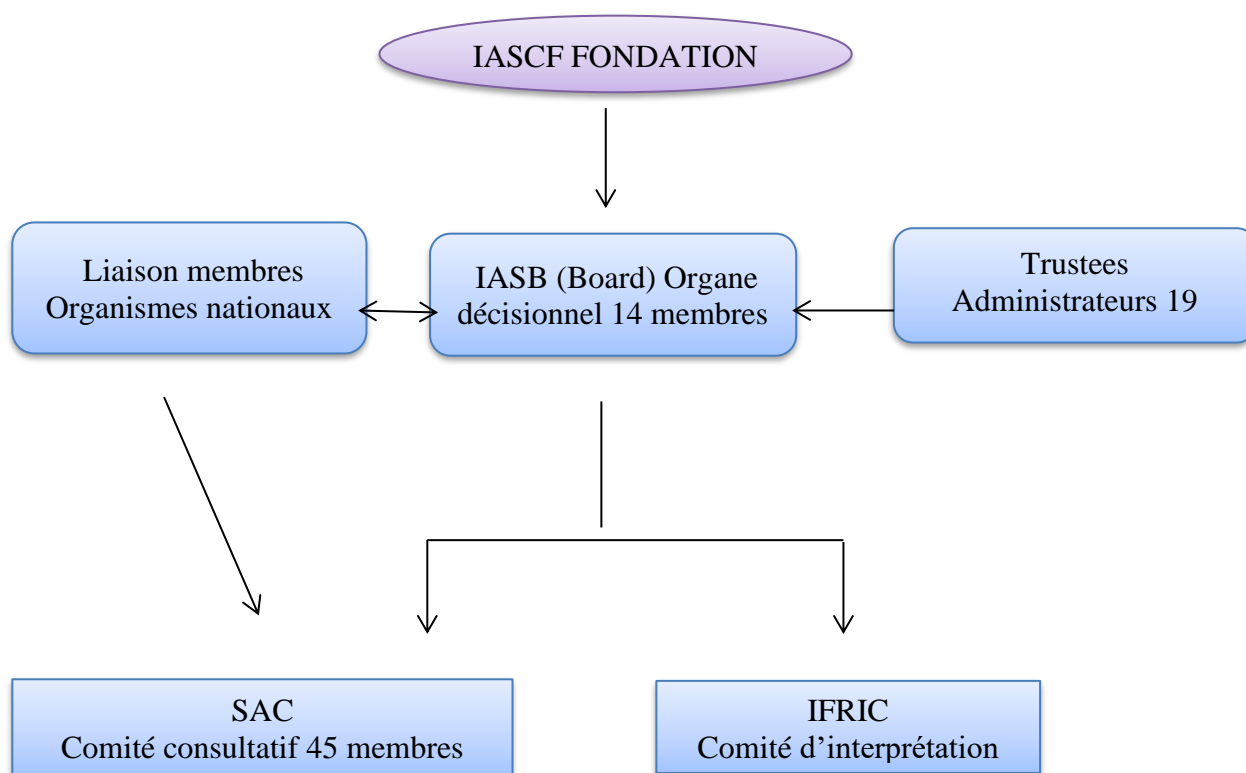 IASCF FONDATION
Liaison membres
Organismes nationaux
IASB (Board) Organe
décisionnel 14 membres
Trustees
Administrateurs 19
SAC
Comité consultatif 45 membres
IFRIC
Comité d’interprétation